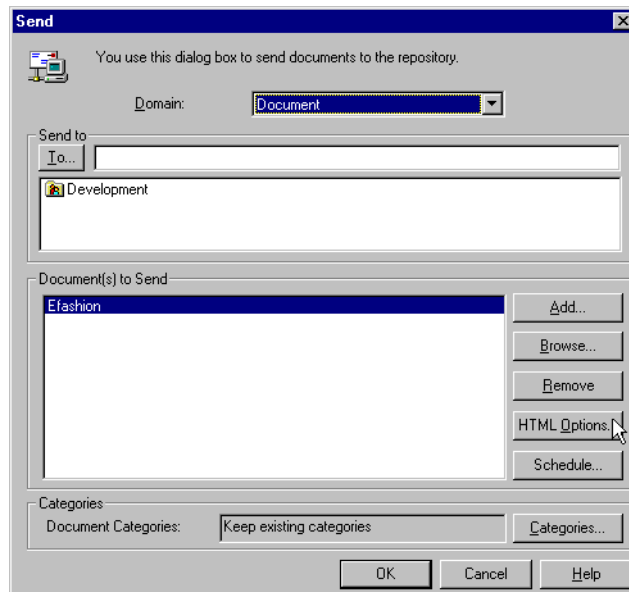 Send
You use this dialog box to send documents to the repository.
Domain: Document
Send to
To...
Development
Document(s) to Send
Efashion
Add...
Browse...
Remove
HTML Options.
Schedule...
Categories
Document Categories: Keep existing categories Categories...
OK Cancel Help